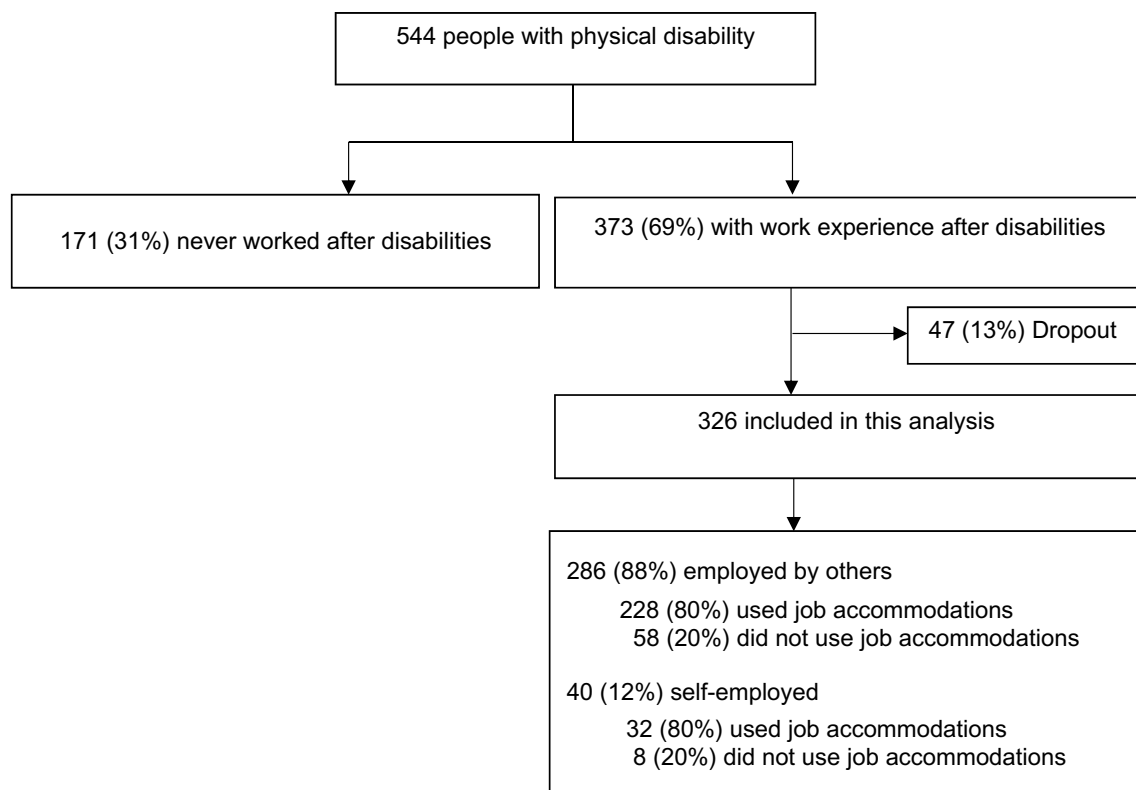 544 people with physical disability
171 (31%) never worked after disabilities
373 (69%) with work experience after disabilities
47 (13%) Dropout
326 included in this analysis
286 (88%) employed by others
228 (80%) used job accommodations
58 (20%) did not use job accommodations
40 (12%) self-employed
32 (80%) used job accommodations
8 (20%) did not use job accommodations